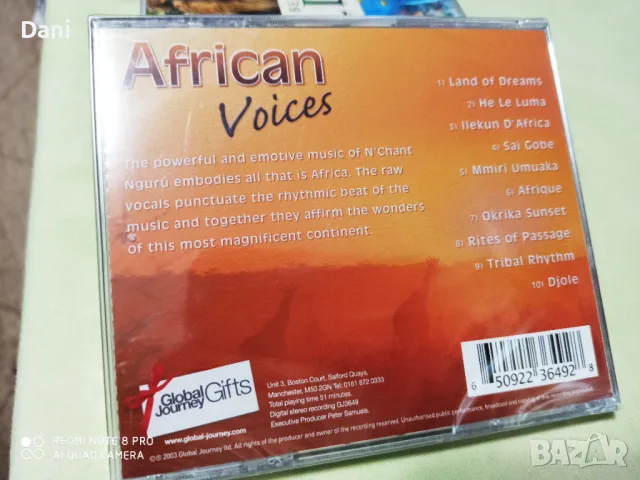 Dani
African
Voices
The powerful and emotive music of N'Chant
Ngurú embodies all that is Africa. The raw
vocals punctuate the rhythmic beat of the
music and together they affirm the wonders
of this most magnificent continent.
1) Land of Dreams
2) He Le Luma
3) Ilekun D'Africa
4) Sai Gobe
5) Mmiri Umuaka
6) Afrique
7) Okrika Sunset
8) Rites of Passage
9) Tribal Rhythm
10) Djole
Global
Journey
Gifts
www.global-journey.com
Unit 3, Boston Court, Salford Quays,
Manchester, M50 2GN Tel: 0161 872 0333
Total playing time 51 minutes.
Digital stereo recording GJ3649
Executive Producer Peter Samuels.
6 50922 36492 8
©℗ 2003 Global Journey ltd. All rights of the producer and owner of the recording reserved. Unauthorised public performance, broadcast and copying of this
REDMI NOTE 8 PRO
AI QUAD CAMERA
BAZAR